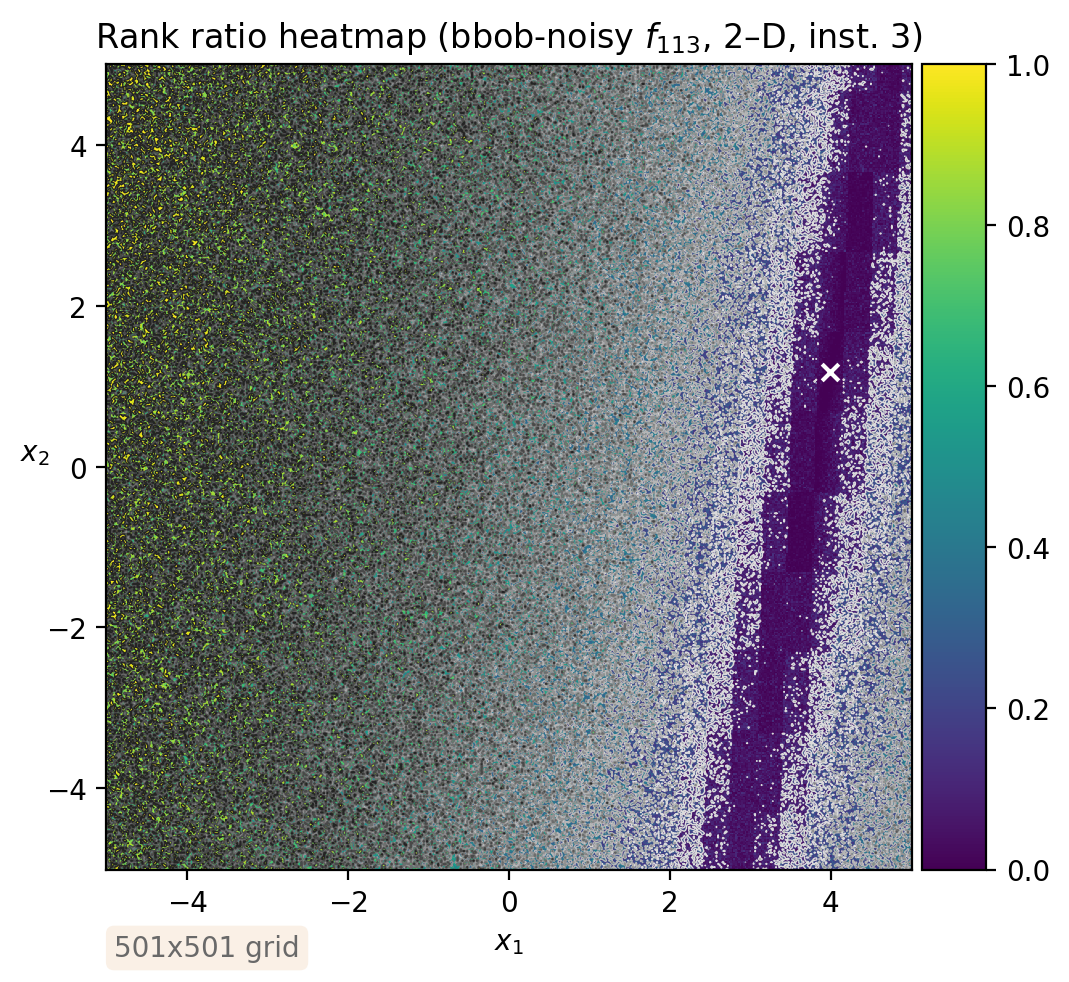 Rank ratio heatmap (bbob-noisy f₁₁₃, 2–D, inst. 3)
1.0
0.8
0.6
0.4
0.2
0.0
4
2
0
−2
−4
x₂
−4 −2 0 2 4
x₁
501x501 grid